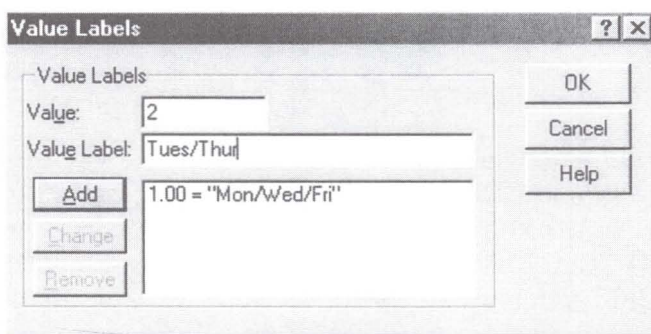 Value Labels ? X
Value Labels
Value: 2
Value Label: Tues/Thur
OK
Cancel
Help
Add
Change
Remove
1.00 = "Mon/Wed/Fri"